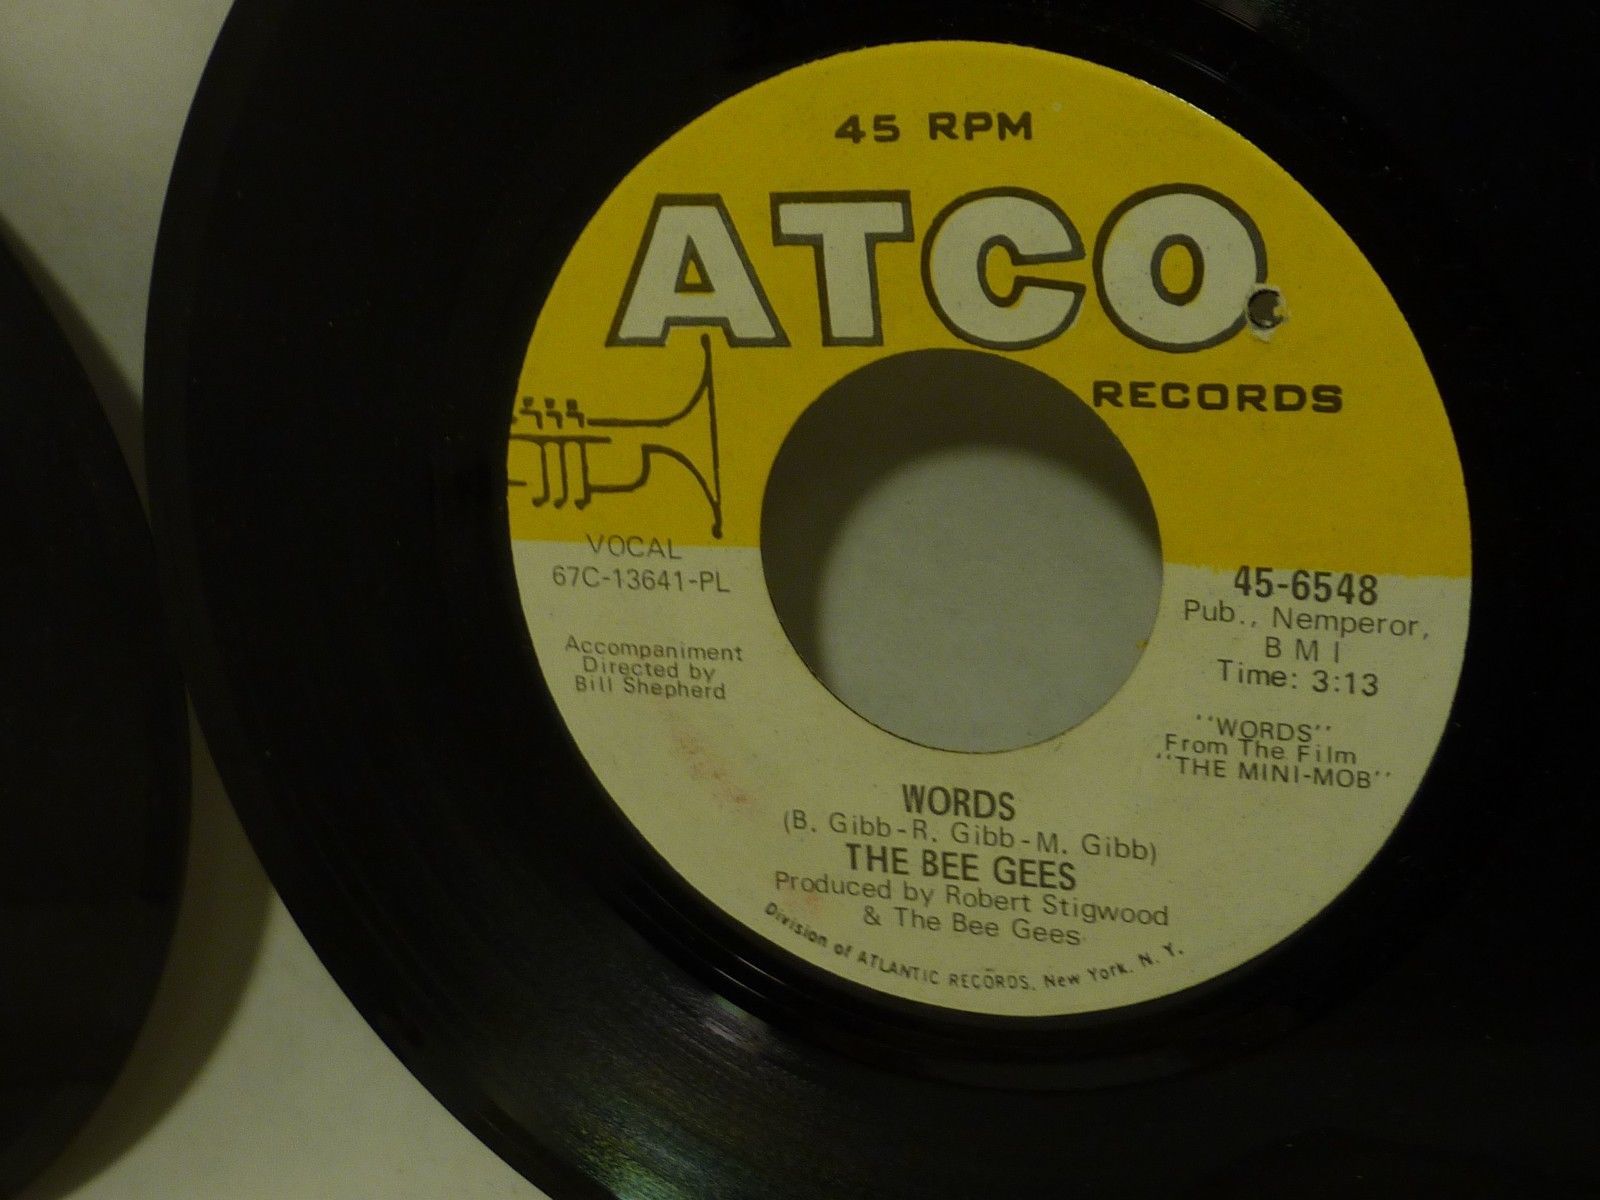 45 RPM
ATCO
RECORDS
VOCAL
67C-13641-PL
Accompaniment
Directed by
Bill Shepherd
45-6548
Pub., Nemperor,
B M I
Time: 3:13
"WORDS"
From The Film
"THE MINI-MOB"
WORDS
(B. Gibb-R. Gibb-M. Gibb)
THE BEE GEES
Produced by Robert Stigwood
& The Bee Gees
Division of ATLANTIC RECORDS, New York, N. Y.